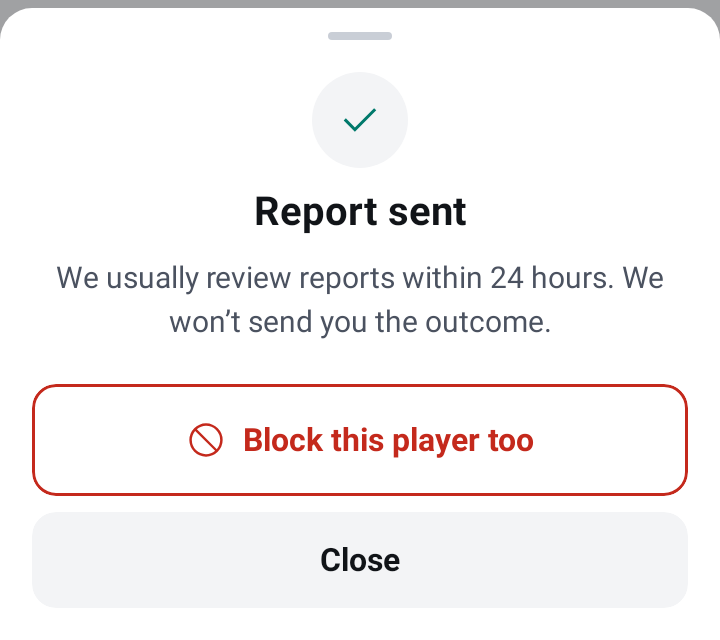 Report sent
We usually review reports within 24 hours. We
won’t send you the outcome.
Block this player too
Close